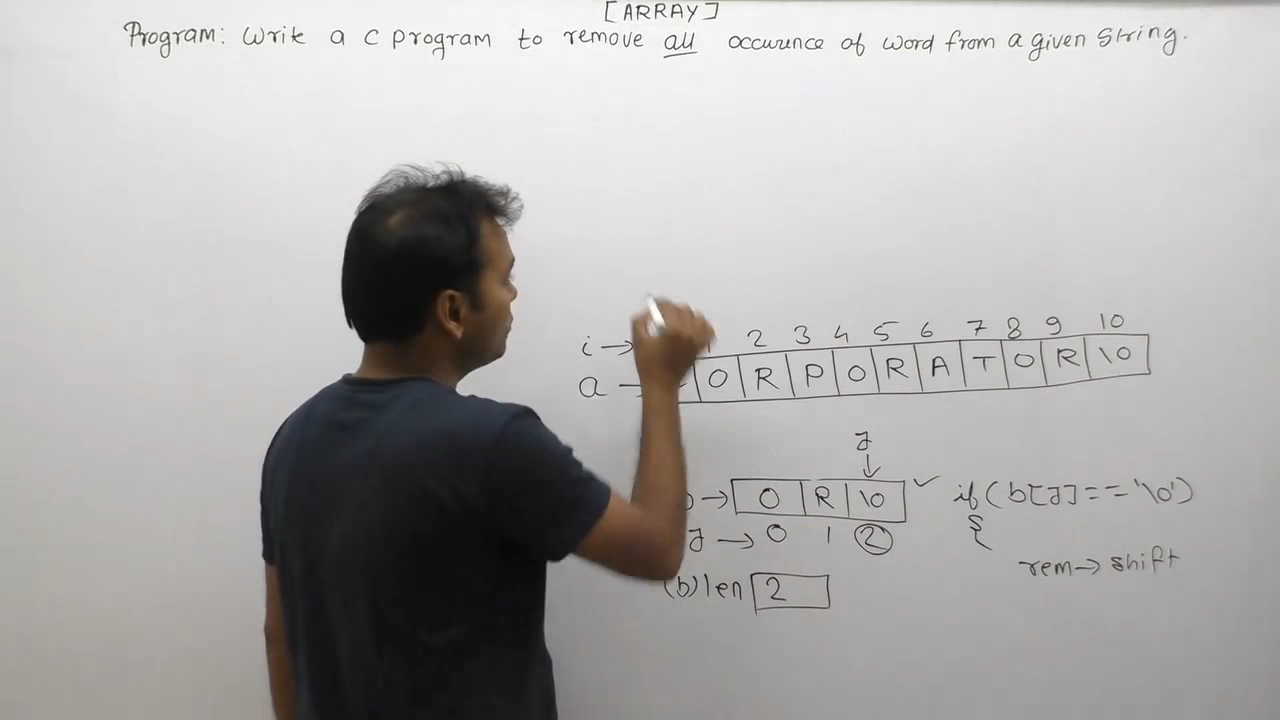 [ARRAY]
Program: Write a C program to remove all occurence of word from a given string.
i → 2 3 4 5 6 7 8 9 10
a → O R P O R A T O R \0
J
→ O R \0 ✓ if(b[J]=='\0')
{
J → 0 1 2
rem → shift
(b)len 2